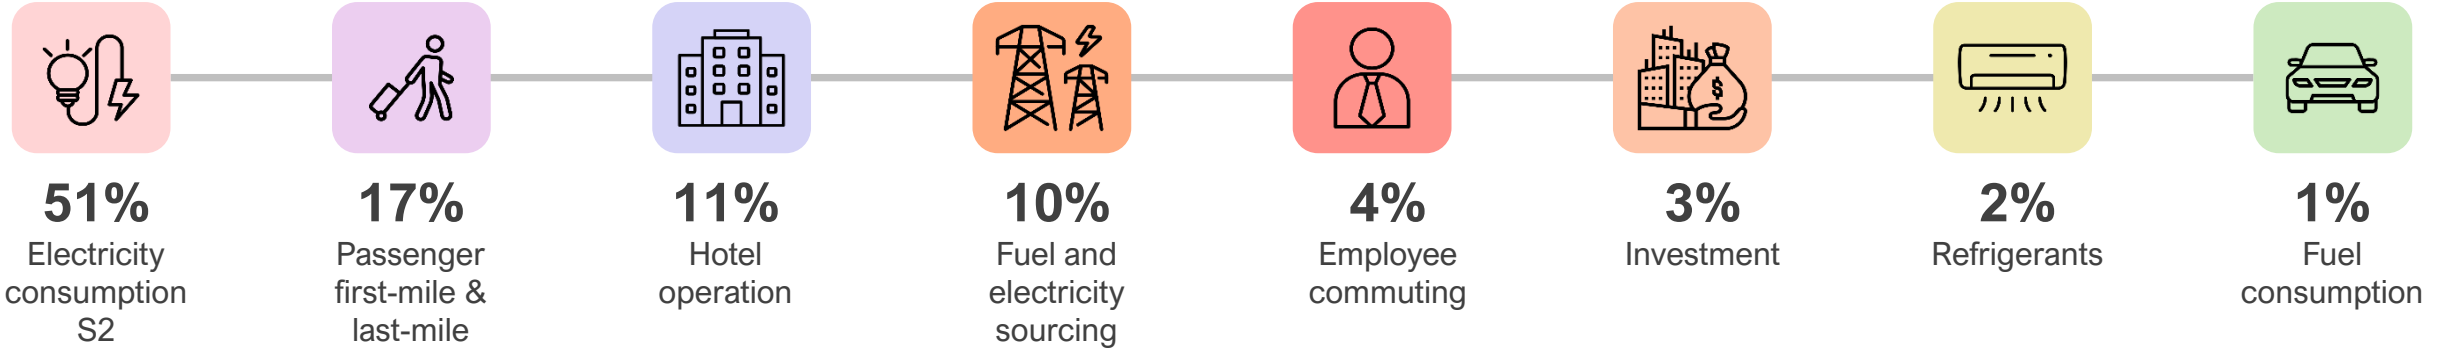 51%
Electricity
consumption
S2
17%
Passenger
first-mile &
last-mile
11%
Hotel
operation
10%
Fuel and
electricity
sourcing
4%
Employee
commuting
$
3%
Investment
2%
Refrigerants
1%
Fuel
consumption